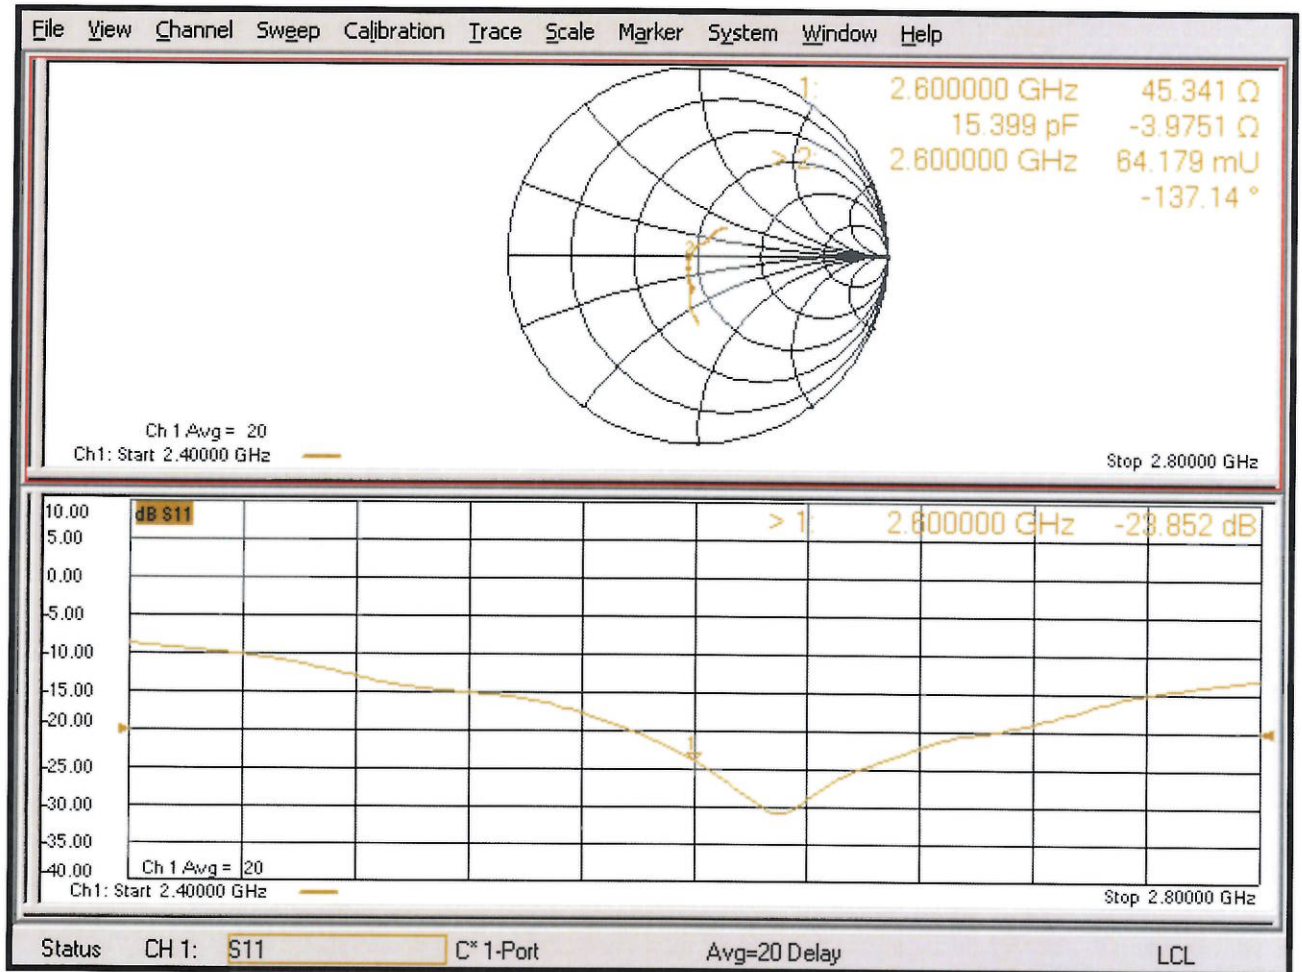 File View Channel Sweep Calibration Trace Scale Marker System Window Help
1: 2.600000 GHz 45.341 Ω
15.399 pF -3.9751 Ω
> 2: 2.600000 GHz 64.179 mU
-137.14 °
2
Ch 1 Avg = 20
Ch1: Start 2.40000 GHz
Stop 2.80000 GHz
10.00
dB S11
> 1: 2.600000 GHz -23.852 dB
5.00
0.00
-5.00
-10.00
-15.00
-20.00
1
-25.00
-30.00
-35.00
-40.00
Ch 1 Avg = 20
Ch1: Start 2.40000 GHz
Stop 2.80000 GHz
Status CH 1: S11 C* 1-Port Avg=20 Delay LCL